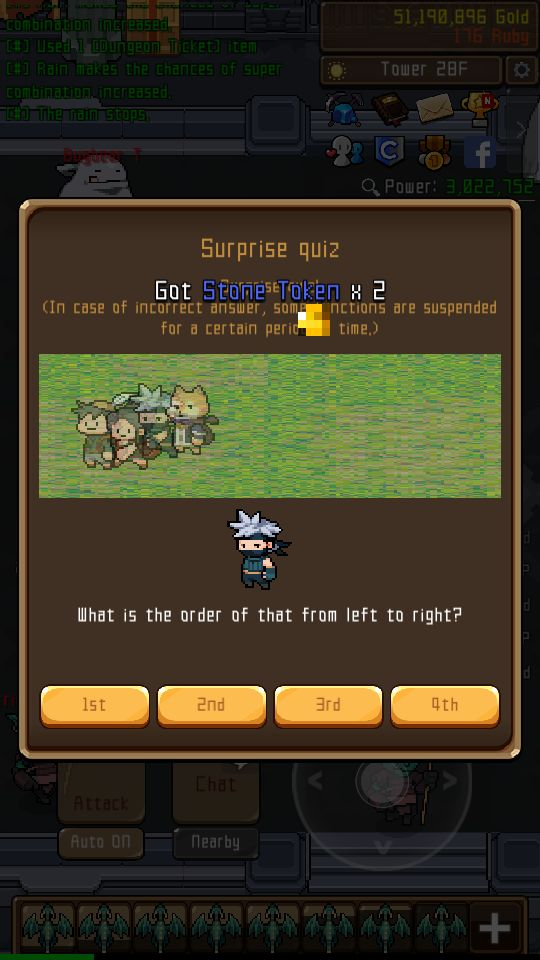 combination increased.
[#] Used 1 [Dungeon Ticket] item
[#] Rain makes the chances of super
combination increased.
[#] The rain stops.
51,190,896 Gold
176 Ruby
Tower 28F
N
C
f
Power: 3,022,752
Surprise quiz
Got Stone Token x 2
(In case of incorrect answer, some functions are suspended
for a certain period time.)
What is the order of that from left to right?
1st
2nd
3rd
4th
Attack
Chat
Auto ON
Nearby